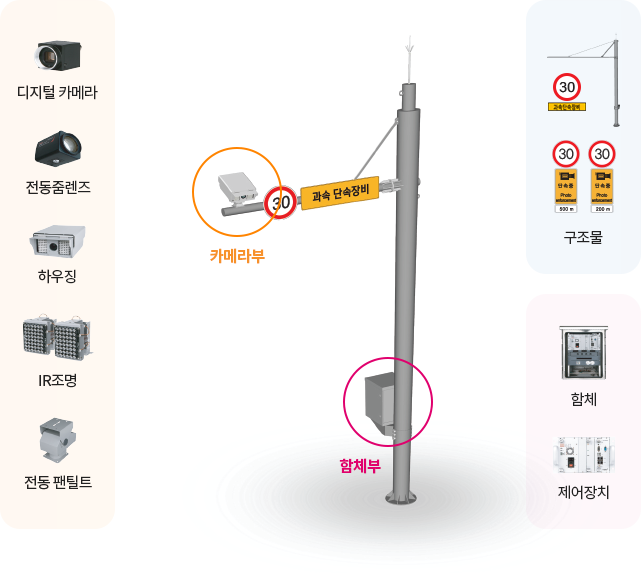 디지털 카메라
전동줌렌즈
하우징
IR조명
전동 팬틸트
30
과속 단속장비
카메라부
함체부
30
과속단속장비
30
30
단속중
Photo
enforcement
500 m
단속중
Photo
enforcement
200 m
구조물
함체
제어장치